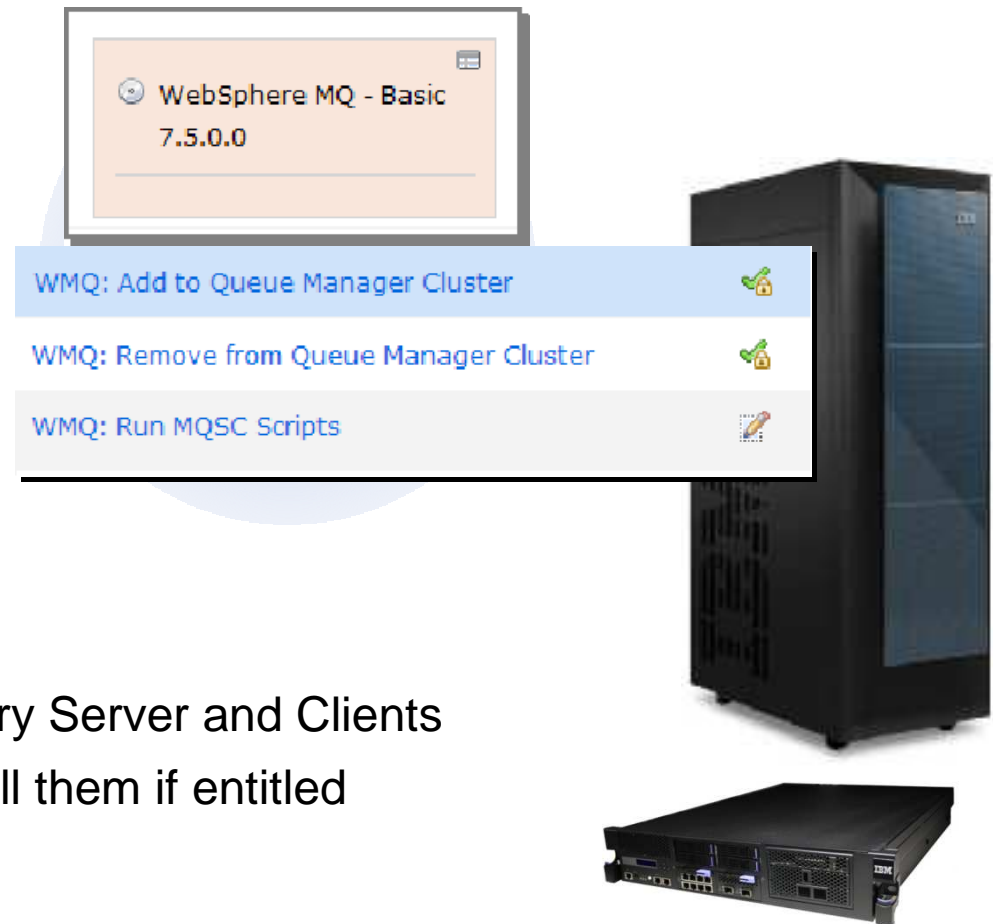 WebSphere MQ - Basic
7.5.0.0
WMQ: Add to Queue Manager Cluster
WMQ: Remove from Queue Manager Cluster
WMQ: Run MQSC Scripts
ry Server and Clients
ll them if entitled
IBM